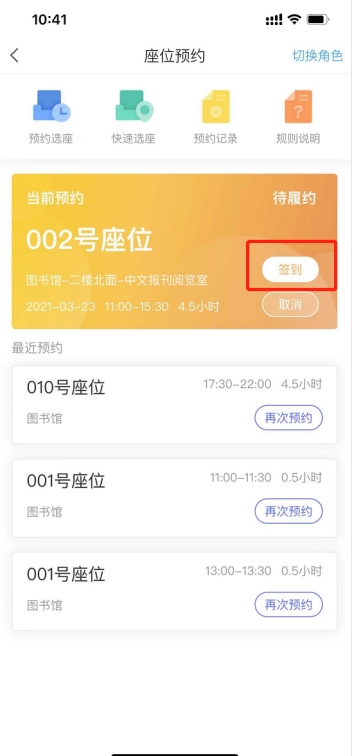 10:41
座位预约 切换角色
预约选座 快速选座 预约记录 规则说明
当前预约 待履约
002号座位
签到
图书馆-二楼北面-中文报刊阅览室
2021-03-23 11:00-15:30 4.5小时 取消
最近预约
010号座位 17:30-22:00 4.5小时
图书馆 再次预约
001号座位 11:00-11:30 0.5小时
图书馆 再次预约
001号座位 13:00-13:30 0.5小时
图书馆 再次预约